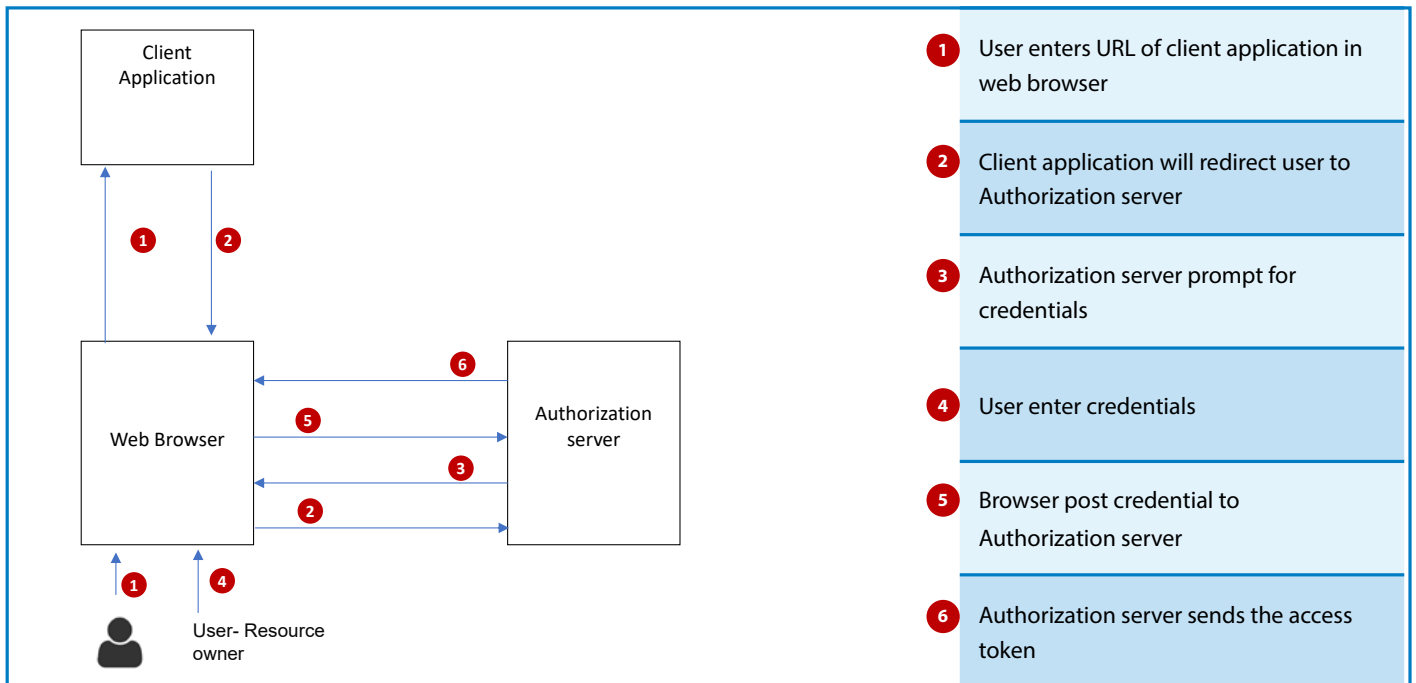 Client
Application
1
2
Web Browser
6
5
3
2
Authorization
server
1
4
User- Resource
owner
1
User enters URL of client application in
web browser
2
Client application will redirect user to
Authorization server
3
Authorization server prompt for
credentials
4
User enter credentials
5
Browser post credential to
Authorization server
6
Authorization server sends the access
token